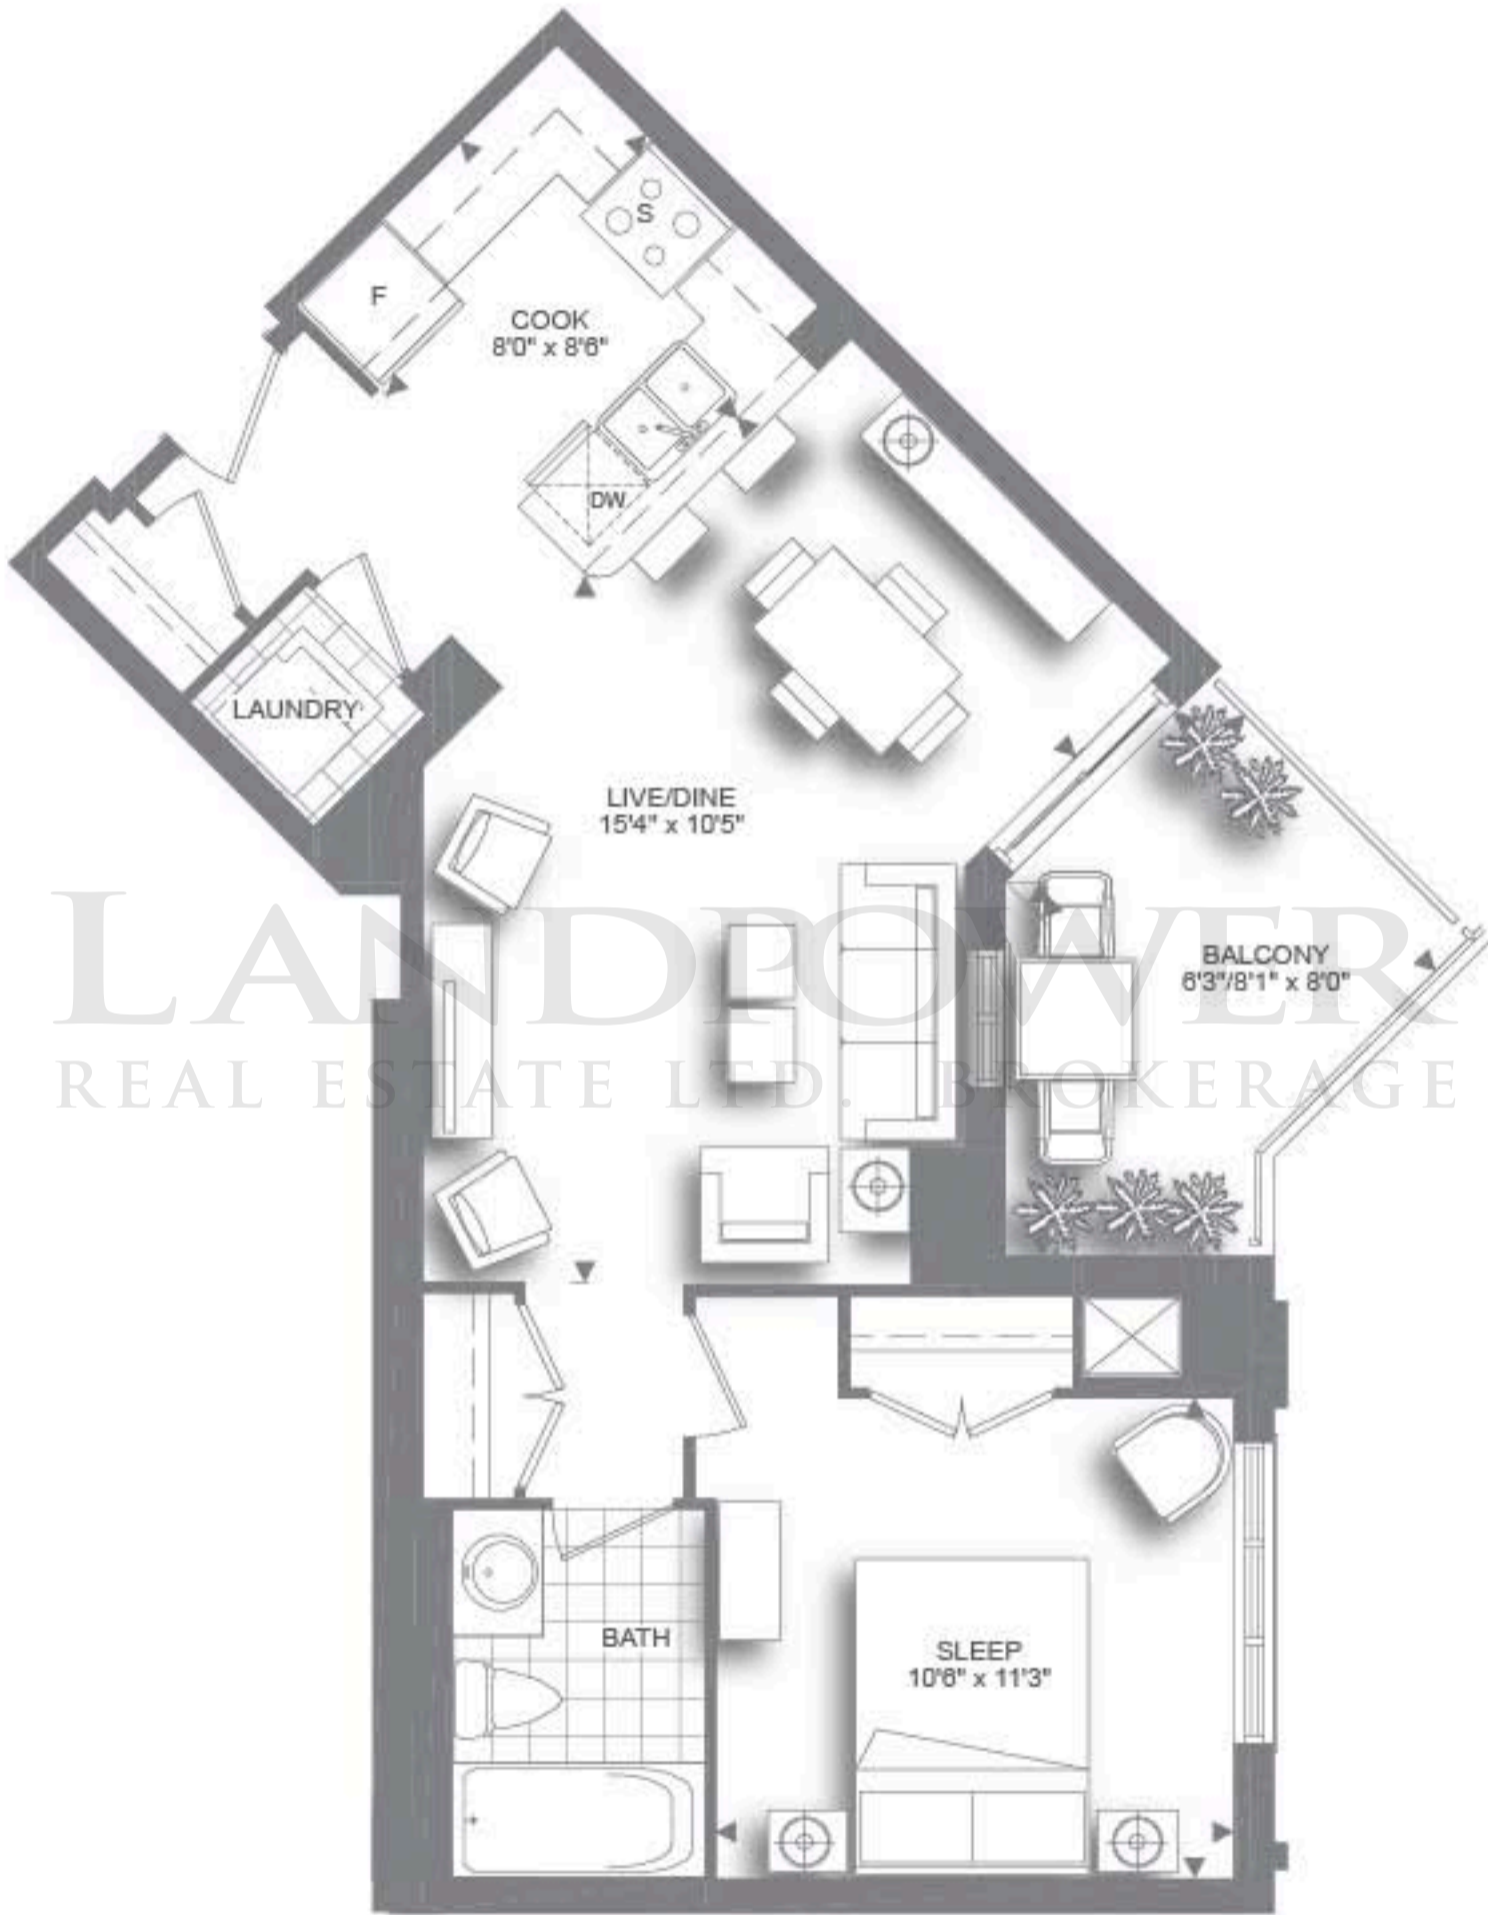 S
F
COOK
8'0" x 8'6"
DW
LAUNDRY
LIVE/DINE
15'4" x 10'5"
LANDPOWER
REAL ESTATE LTD. BROKERAGE
BALCONY
6'3"/8'1" x 8'0"
BATH
SLEEP
10'6" x 11'3"